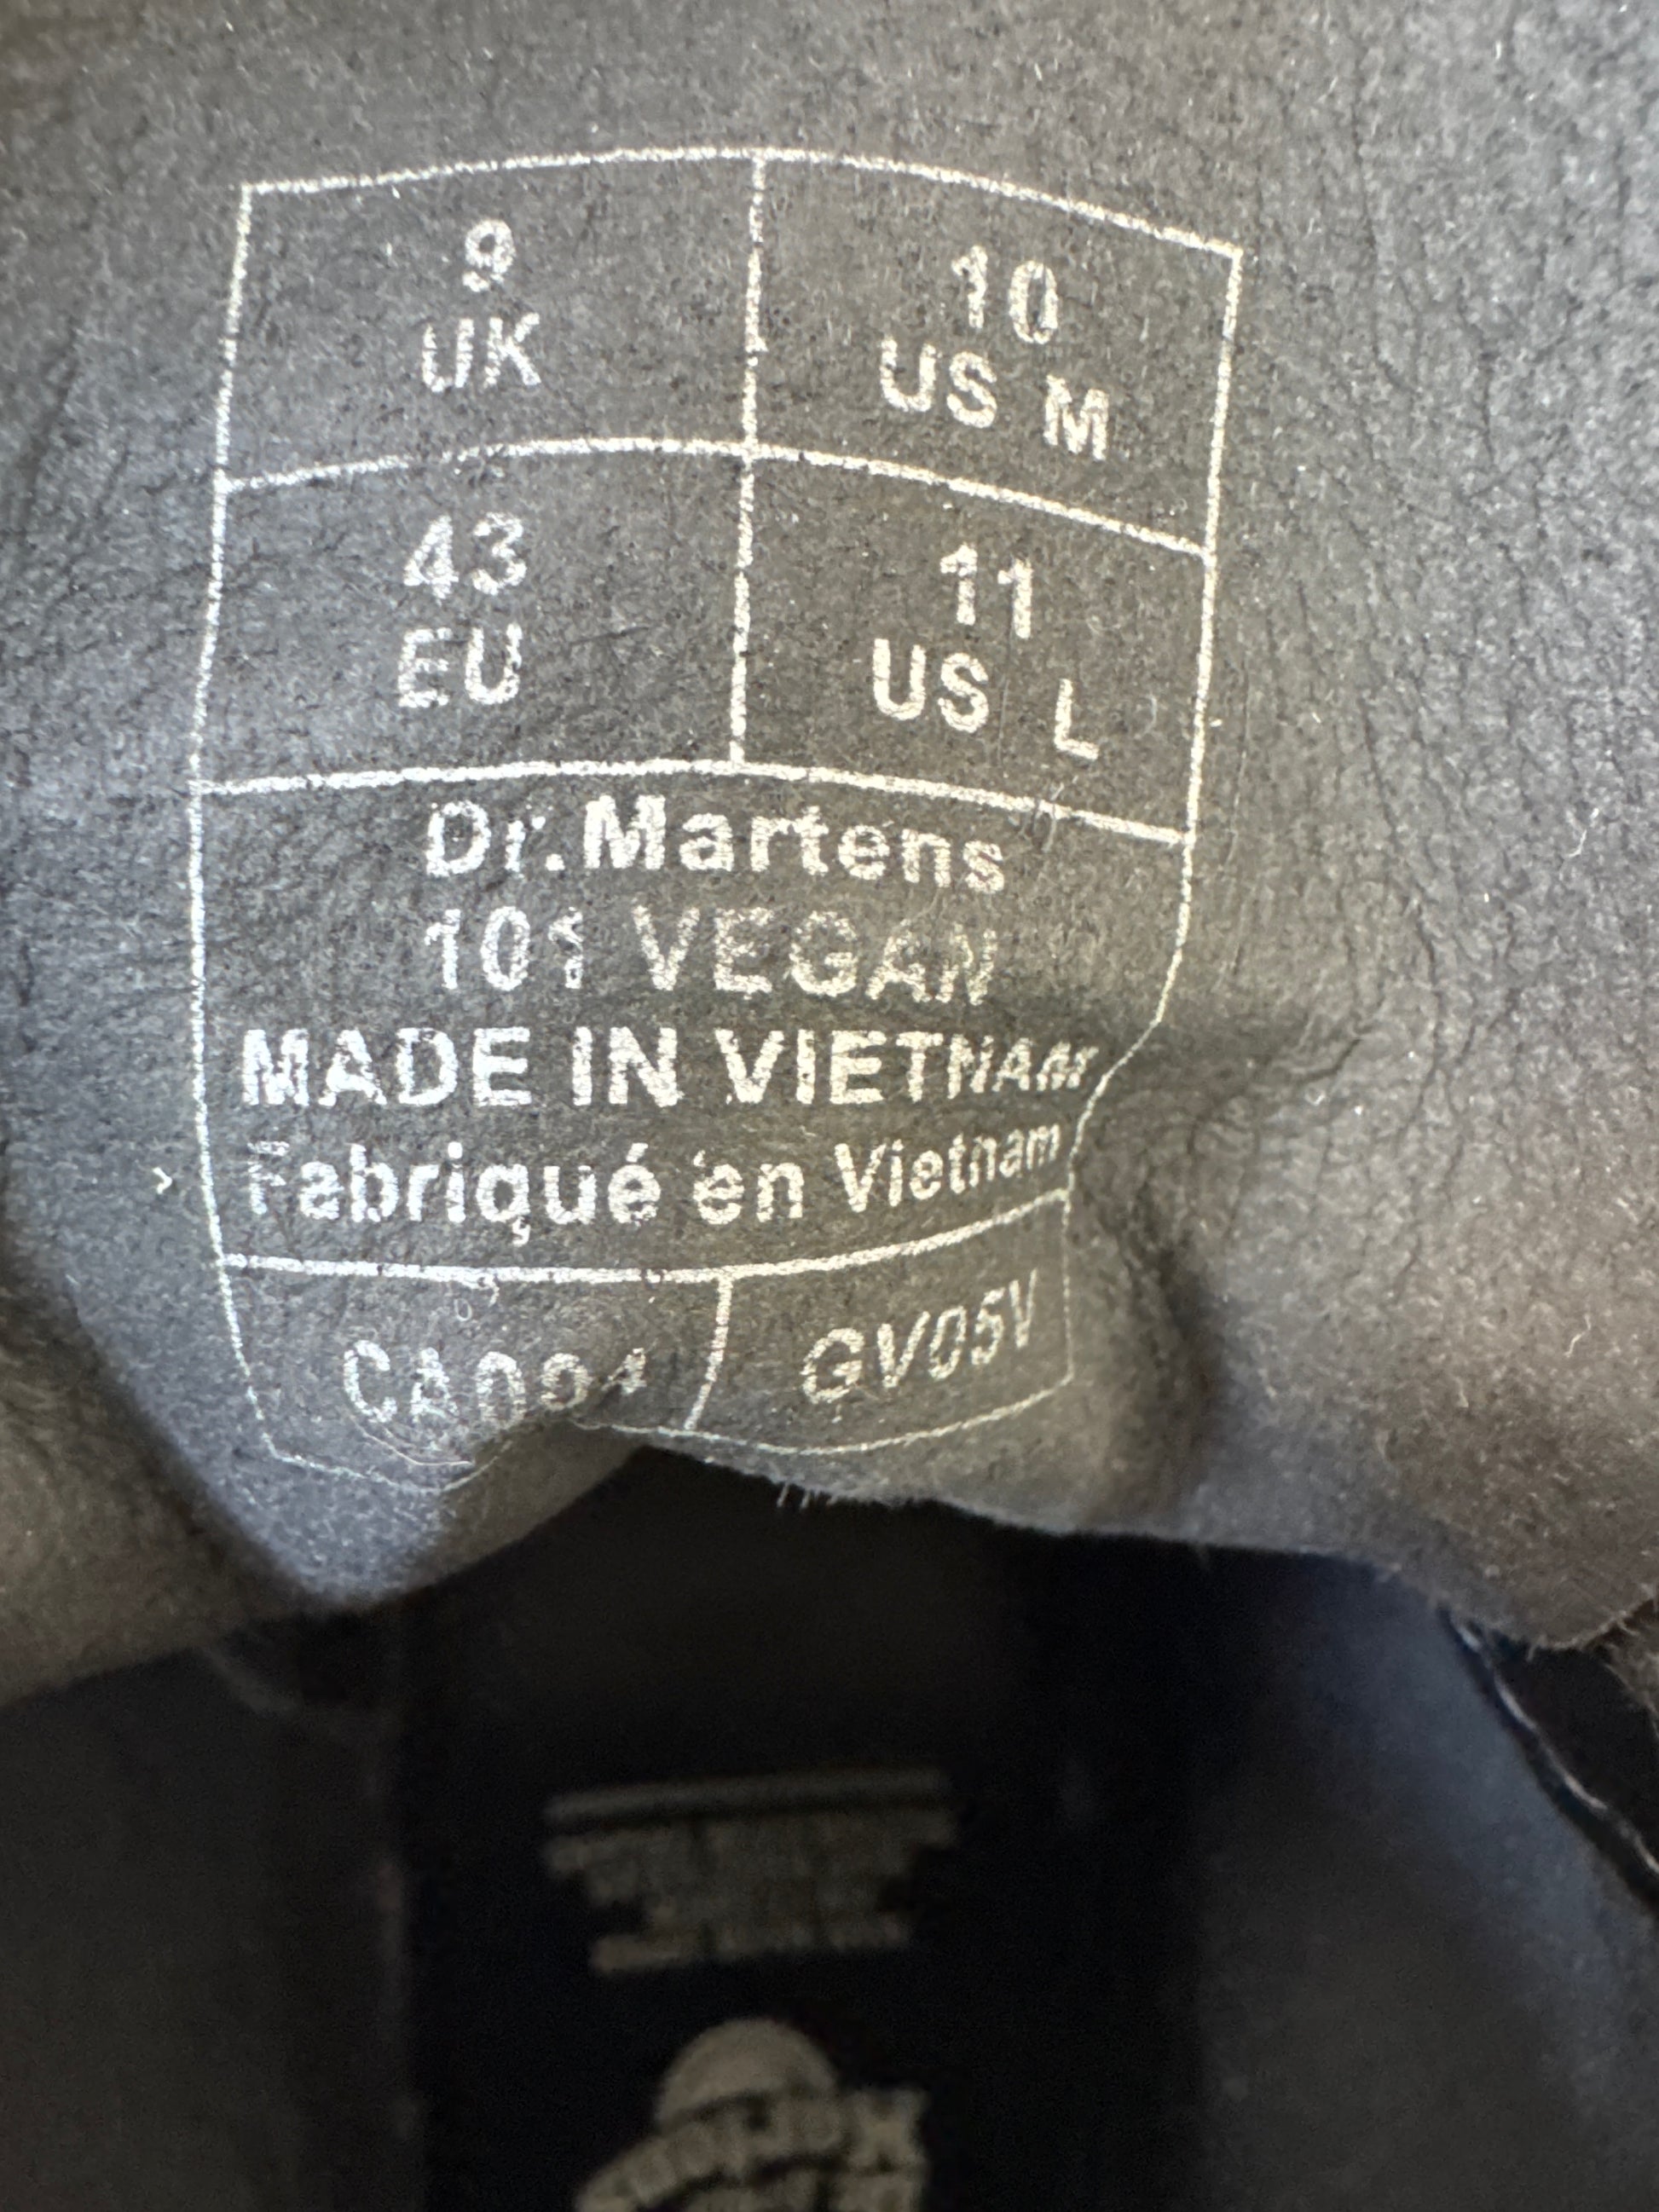 9
UK
10
US M
43
EU
11
US L
Dr.Martens
101 VEGAN
MADE IN VIETNAM
Fabriqué en Vietnam
GV05V